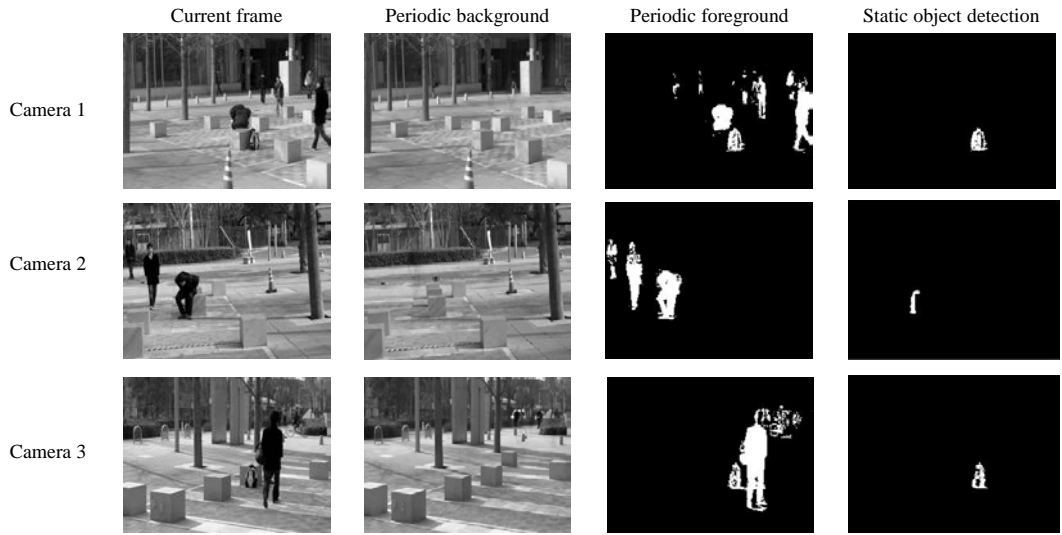 Current frame Periodic background Periodic foreground Static object detection
Camera 1
Camera 2
Camera 3